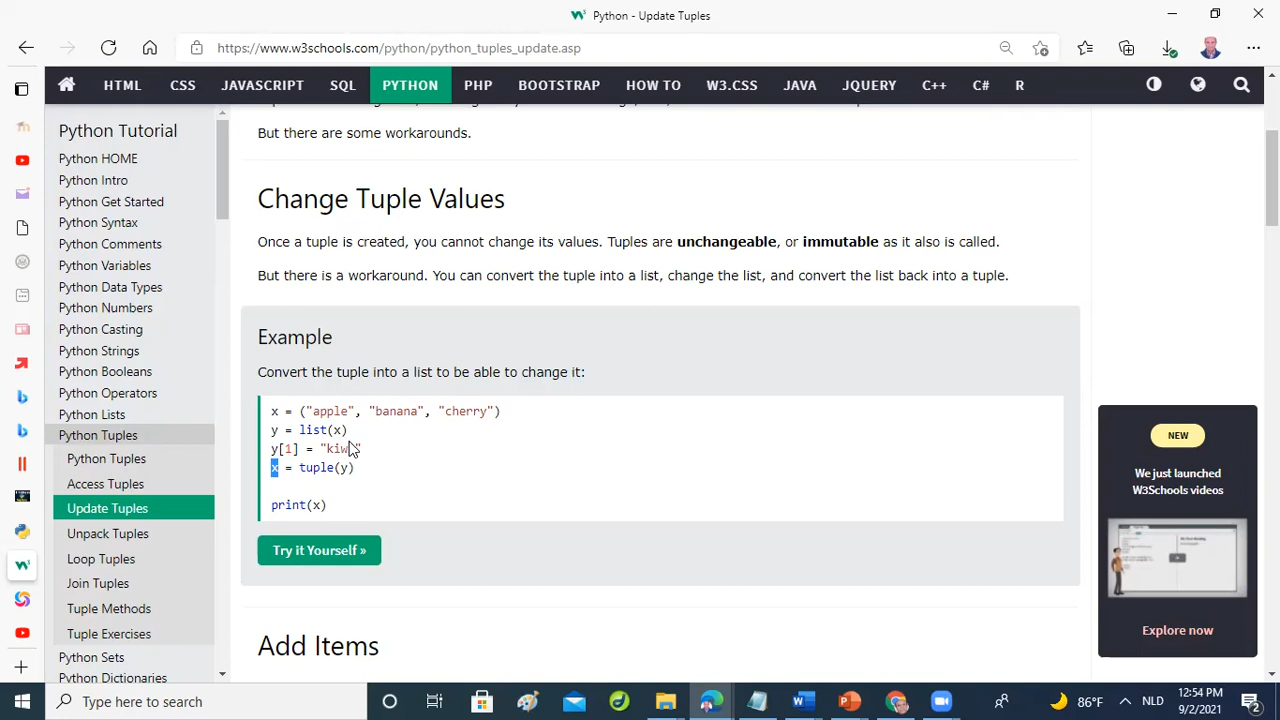 Python - Update Tuples
https://www.w3schools.com/python/python_tuples_update.asp
HTML CSS JAVASCRIPT SQL PYTHON PHP BOOTSTRAP HOW TO W3.CSS JAVA JQUERY C++ C# R
Python Tutorial
Python HOME
Python Intro
Python Get Started
Python Syntax
Python Comments
Python Variables
Python Data Types
Python Numbers
Python Casting
Python Strings
Python Booleans
Python Operators
Python Lists
Python Tuples
Python Tuples
Access Tuples
Update Tuples
Unpack Tuples
Loop Tuples
Join Tuples
Tuple Methods
Tuple Exercises
Python Sets
Python Dictionaries
But there are some workarounds.
Change Tuple Values
Once a tuple is created, you cannot change its values. Tuples are unchangeable, or immutable as it also is called.
But there is a workaround. You can convert the tuple into a list, change the list, and convert the list back into a tuple.
Example
Convert the tuple into a list to be able to change it:
x = ("apple", "banana", "cherry")
y = list(x)
y[1] = "kiwi"
x = tuple(y)
print(x)
Try it Yourself »
Add Items
NEW
We just launched
W3Schools videos
Explore now
Type here to search
86°F
NLD
12:54 PM
9/2/2021
2